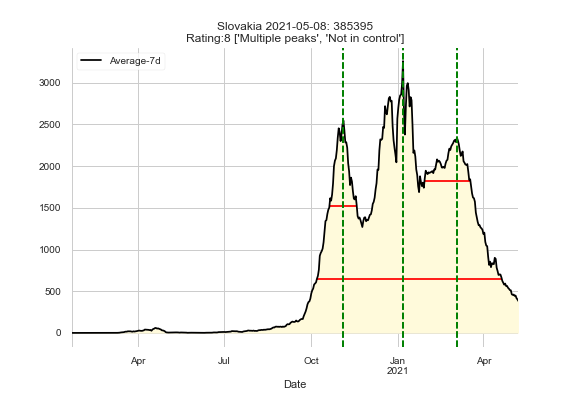 Slovakia 2021-05-08: 385395
Rating:8 ['Multiple peaks', 'Not in control']
Average-7d
3000
2500
2000
1500
1000
500
0
Apr
Jul
Oct
Jan
2021
Apr
Date